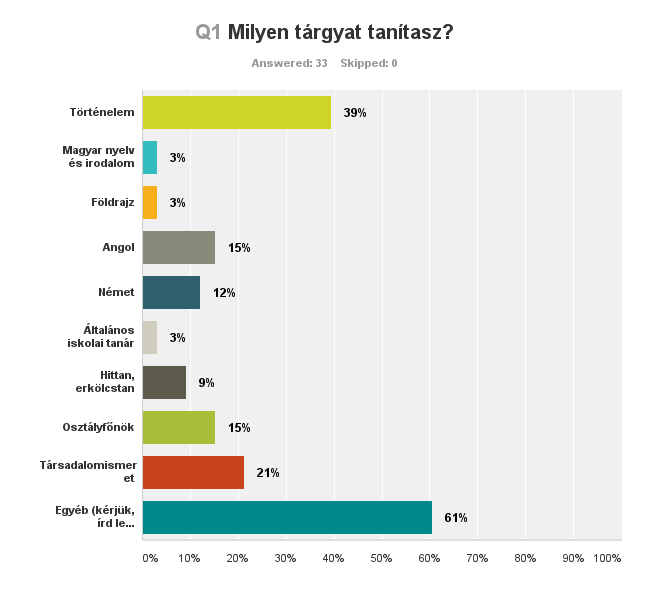 Q1 Milyen tárgyat tanítasz?
Answered: 33 Skipped: 0
Történelem
39%
Magyar nyelv
és irodalom
3%
Földrajz
3%
Angol
15%
Német
12%
Általános
iskolai tanár
3%
Hittan,
erkölcstan
9%
Osztályfőnök
15%
Társadalomismer
et
21%
Egyéb (kérjük,
írd le...
61%
0% 10% 20% 30% 40% 50% 60% 70% 80% 90% 100%